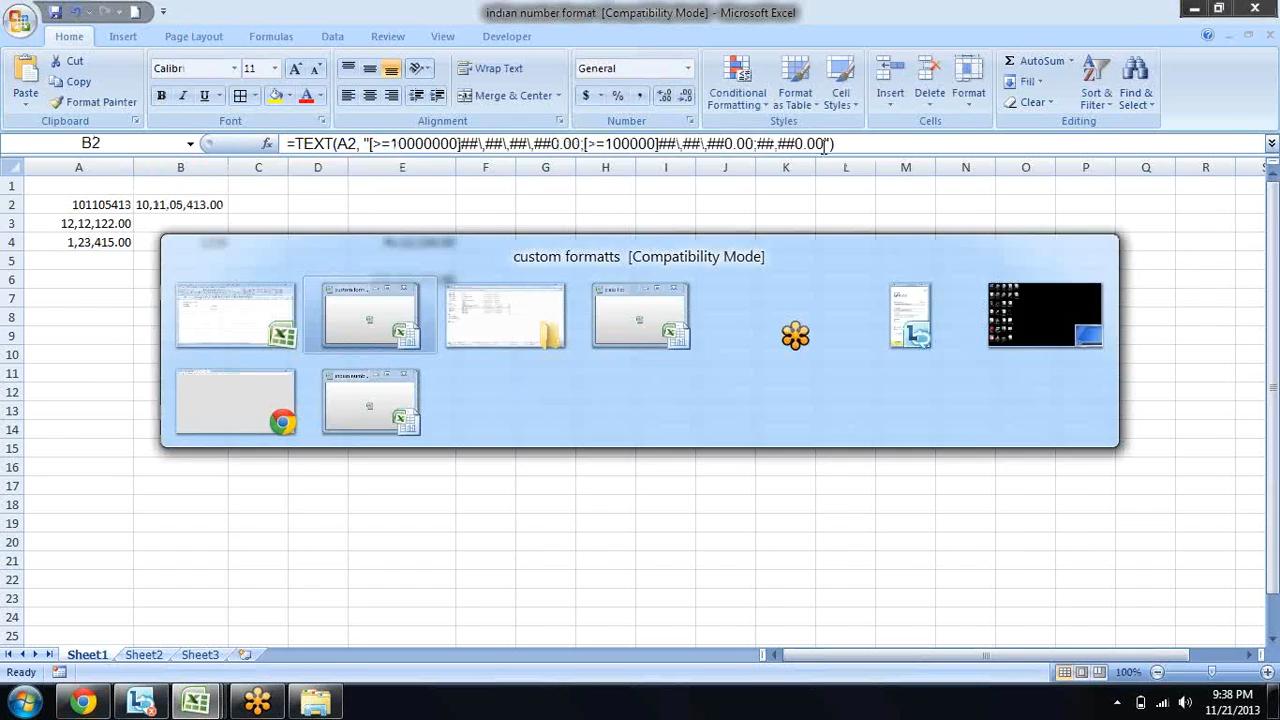 indian number format [Compatibility Mode] - Microsoft Excel
Home Insert Page Layout Formulas Data Review View Developer
Paste Cut Copy Format Painter Clipboard
Calibri 11 B I U A Font
Wrap Text Merge & Center Alignment
General $ % , Number
Conditional Formatting Format as Table Cell Styles Styles
Insert Delete Format Cells
AutoSum Fill Clear Sort & Filter Find & Select Editing
B2 fx =TEXT(A2, "[>=10000000]##\,##\,##\,##0.00;[>=100000]##\,##\,##0.00;##,##0.00")
A B C D E F G H I J K L M N O P Q R
1
2 101105413 10,11,05,413.00
3 12,12,122.00
4 1,23,415.00
5
6
7
8
9
10
11
12
13
14
15
16
17
18
19
20
21
22
23
24
25
custom formatts [Compatibility Mode]
custom form...
indian numb...
Sheet1 Sheet2 Sheet3
Ready 100%
9:38 PM
11/21/2013